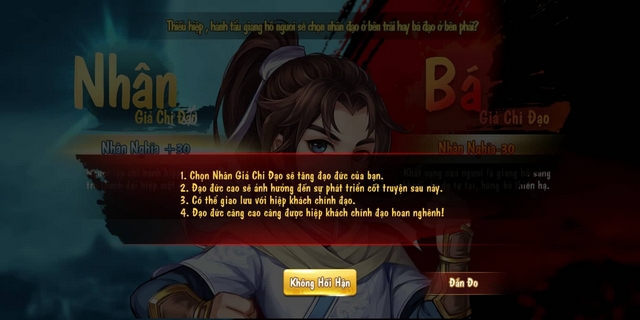 Thiếu hiệp, hành tẩu giang hồ ngươi sẽ chọn nhân đạo ở bên trái hay bá đạo ở bên phải?
Nhân
Giả Chi Đạo
Bá
Giả Chi Đạo
Nhân Nghĩa +30
Nhân Nghĩa-30
1. Chọn Nhân Giả Chi Đạo sẽ tăng đạo đức của bạn.
2. Đạo đức cao sẽ ảnh hưởng đến sự phát triển cốt truyện sau này.
3. Có thể giao lưu với hiệp khách chính đạo.
4. Đạo đức càng cao càng được hiệp khách chính đạo hoan nghênh!
Không Hối Hận
Đắn Đo